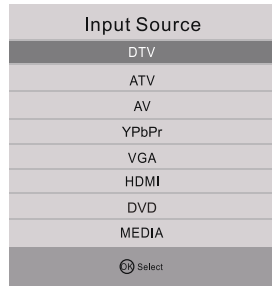 Input Source
DTV
ATV
AV
YPbPr
VGA
HDMI
DVD
MEDIA
OK Select